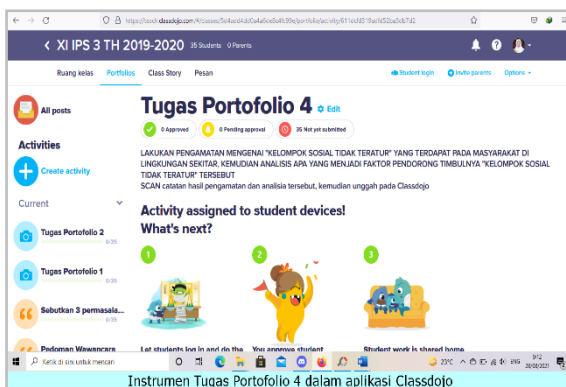 XI IPS 3 TH 2019-2020 35 Students 0 Parents
Ruang kelas Portfolios Class Story Pesan Student login Invite parents Options
All posts
Tugas Portofolio 4 Edit
0 Approved 0 Pending approval 35 Not yet submitted
Activities
Create activity
LAKUKAN PENGAMATAN MENGENAI "KELOMPOK SOSIAL TIDAK TERATUR" YANG TERDAPAT PADA MASYARAKAT DI
LINGKUNGAN SEKITAR, KEMUDIAN ANALISIS APA YANG MENJADI FAKTOR PENDORONG TIMBULNYA "KELOMPOK SOSIAL
TIDAK TERATUR" TERSEBUT
SCAN catatan hasil pengamatan dan analisia tersebut, kemudian unggah pada Classdojo
Current
Activity assigned to student devices!
What's next?
Tugas Portofolio 2
0/35
Tugas Portofolio 1
0/35
Sebutkan 3 permasala...
0/35
Pedoman Wawancara
1
2
3
Let students log in and do the You approve student Student work is shared home
Ketik di sini untuk mencari
23°C ENG 9/12
Instrumen Tugas Portofolio 4 dalam aplikasi Classdojo